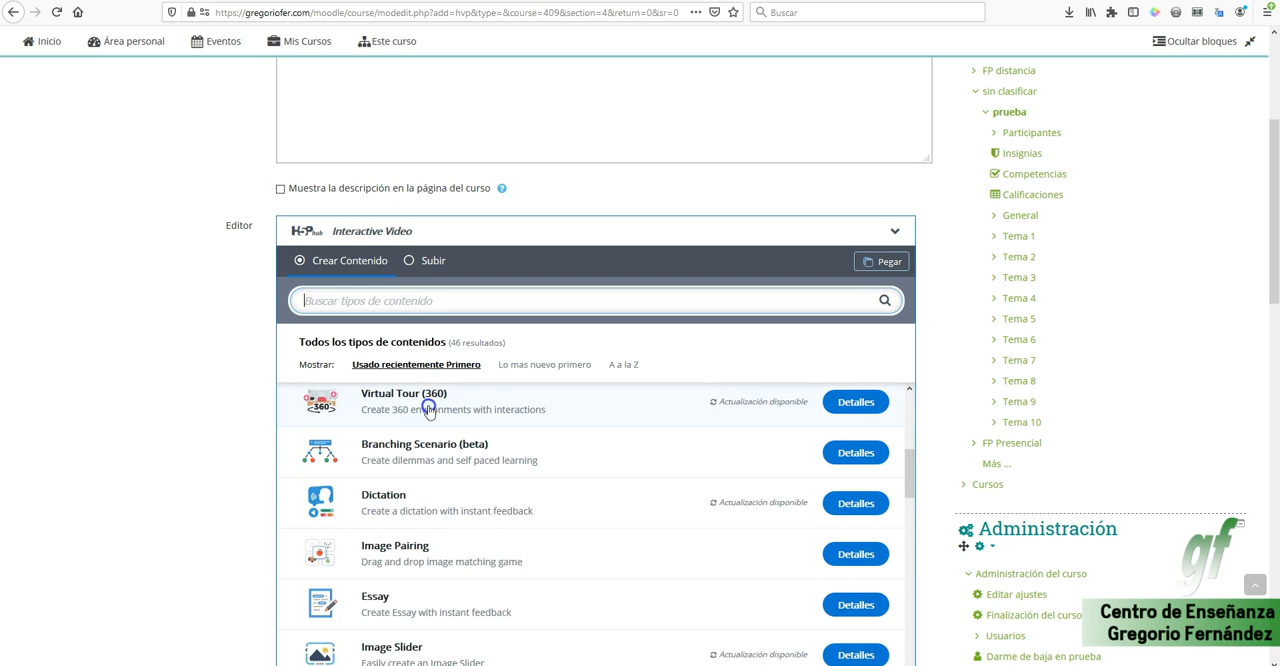 https://gregoriofer.com/moodle/course/modedit.php?add=hvp&type=&course=409&section=4&return=0&sr=0
Buscar
Inicio
Área personal
Eventos
Mis Cursos
Este curso
Ocultar bloques
Muestra la descripción en la página del curso
Editor
H5P hub Interactive Video
Crear Contenido
Subir
Pegar
Buscar tipos de contenido
Todos los tipos de contenidos (46 resultados)
Mostrar: Usado recientemente Primero Lo mas nuevo primero A a la Z
Virtual Tour (360)
Create 360 environments with interactions
Actualización disponible
Detalles
360
Branching Scenario (beta)
Create dilemmas and self paced learning
Detalles
Dictation
Create a dictation with instant feedback
Actualización disponible
Detalles
Image Pairing
Drag and drop image matching game
Detalles
Essay
Create Essay with instant feedback
Detalles
Image Slider
Easily create an Image Slider
Actualización disponible
Detalles
FP distancia
sin clasificar
prueba
Participantes
Insignias
Competencias
Calificaciones
General
Tema 1
Tema 2
Tema 3
Tema 4
Tema 5
Tema 6
Tema 7
Tema 8
Tema 9
Tema 10
FP Presencial
Más ...
Cursos
Administración
Administración del curso
Editar ajustes
Finalización del curso
Usuarios
Darme de baja en prueba
gf
Centro de Enseñanza
Gregorio Fernández